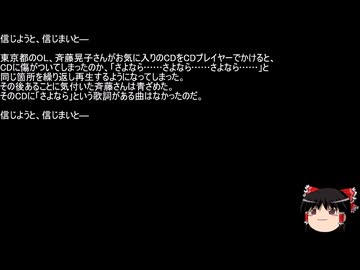 信じようと、信じまいと―
東京都のOL、斉藤晃子さんがお気に入りのCDをCDプレイヤーでかけると、
CDに傷がついてしまったのか、「さよなら……さよなら……さよなら……」と
同じ箇所を繰り返し再生するようになってしまった。
その後あることに気付いた斉藤さんは青ざめた。
そのCDに「さよなら」という歌詞がある曲はなかったのだ。
信じようと、信じまいと―